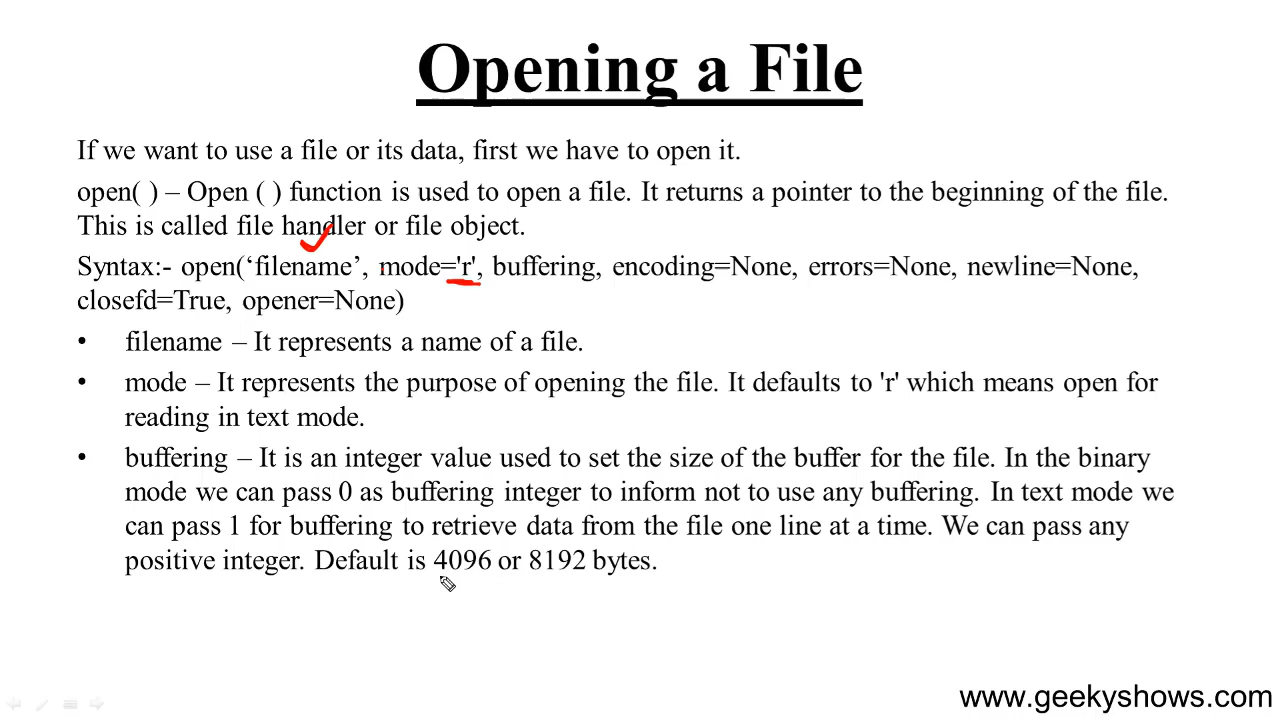 Opening a File
If we want to use a file or its data, first we have to open it.
open( ) – Open ( ) function is used to open a file. It returns a pointer to the beginning of the file.
This is called file handler or file object.
Syntax:- open(‘filename’, mode='r', buffering, encoding=None, errors=None, newline=None,
closefd=True, opener=None)
• filename – It represents a name of a file.
• mode – It represents the purpose of opening the file. It defaults to 'r' which means open for
reading in text mode.
• buffering – It is an integer value used to set the size of the buffer for the file. In the binary
mode we can pass 0 as buffering integer to inform not to use any buffering. In text mode we
can pass 1 for buffering to retrieve data from the file one line at a time. We can pass any
positive integer. Default is 4096 or 8192 bytes.
www.geekyshows.com